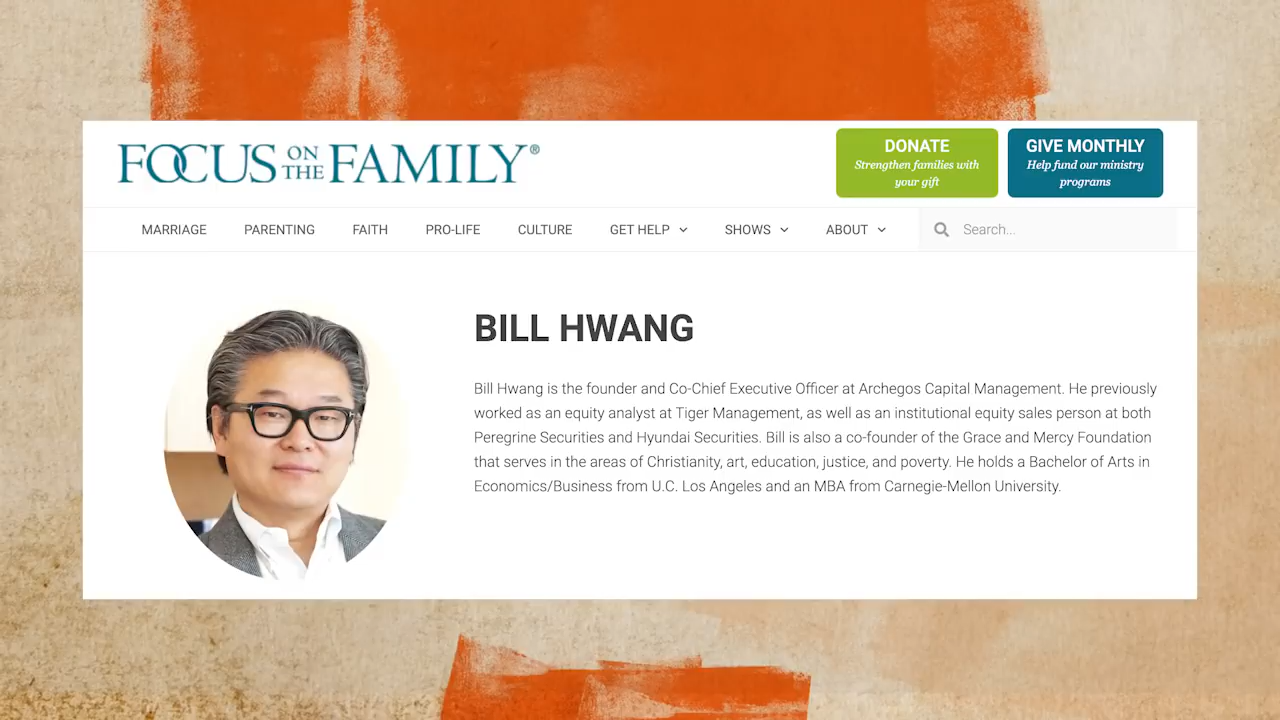 FOCUS ON THE FAMILY®
DONATE
Strengthen families with
your gift
GIVE MONTHLY
Help fund our ministry
programs
MARRIAGE PARENTING FAITH PRO-LIFE CULTURE GET HELP SHOWS ABOUT Search...
BILL HWANG
Bill Hwang is the founder and Co-Chief Executive Officer at Archegos Capital Management. He previously
worked as an equity analyst at Tiger Management, as well as an institutional equity sales person at both
Peregrine Securities and Hyundai Securities. Bill is also a co-founder of the Grace and Mercy Foundation
that serves in the areas of Christianity, art, education, justice, and poverty. He holds a Bachelor of Arts in
Economics/Business from U.C. Los Angeles and an MBA from Carnegie-Mellon University.